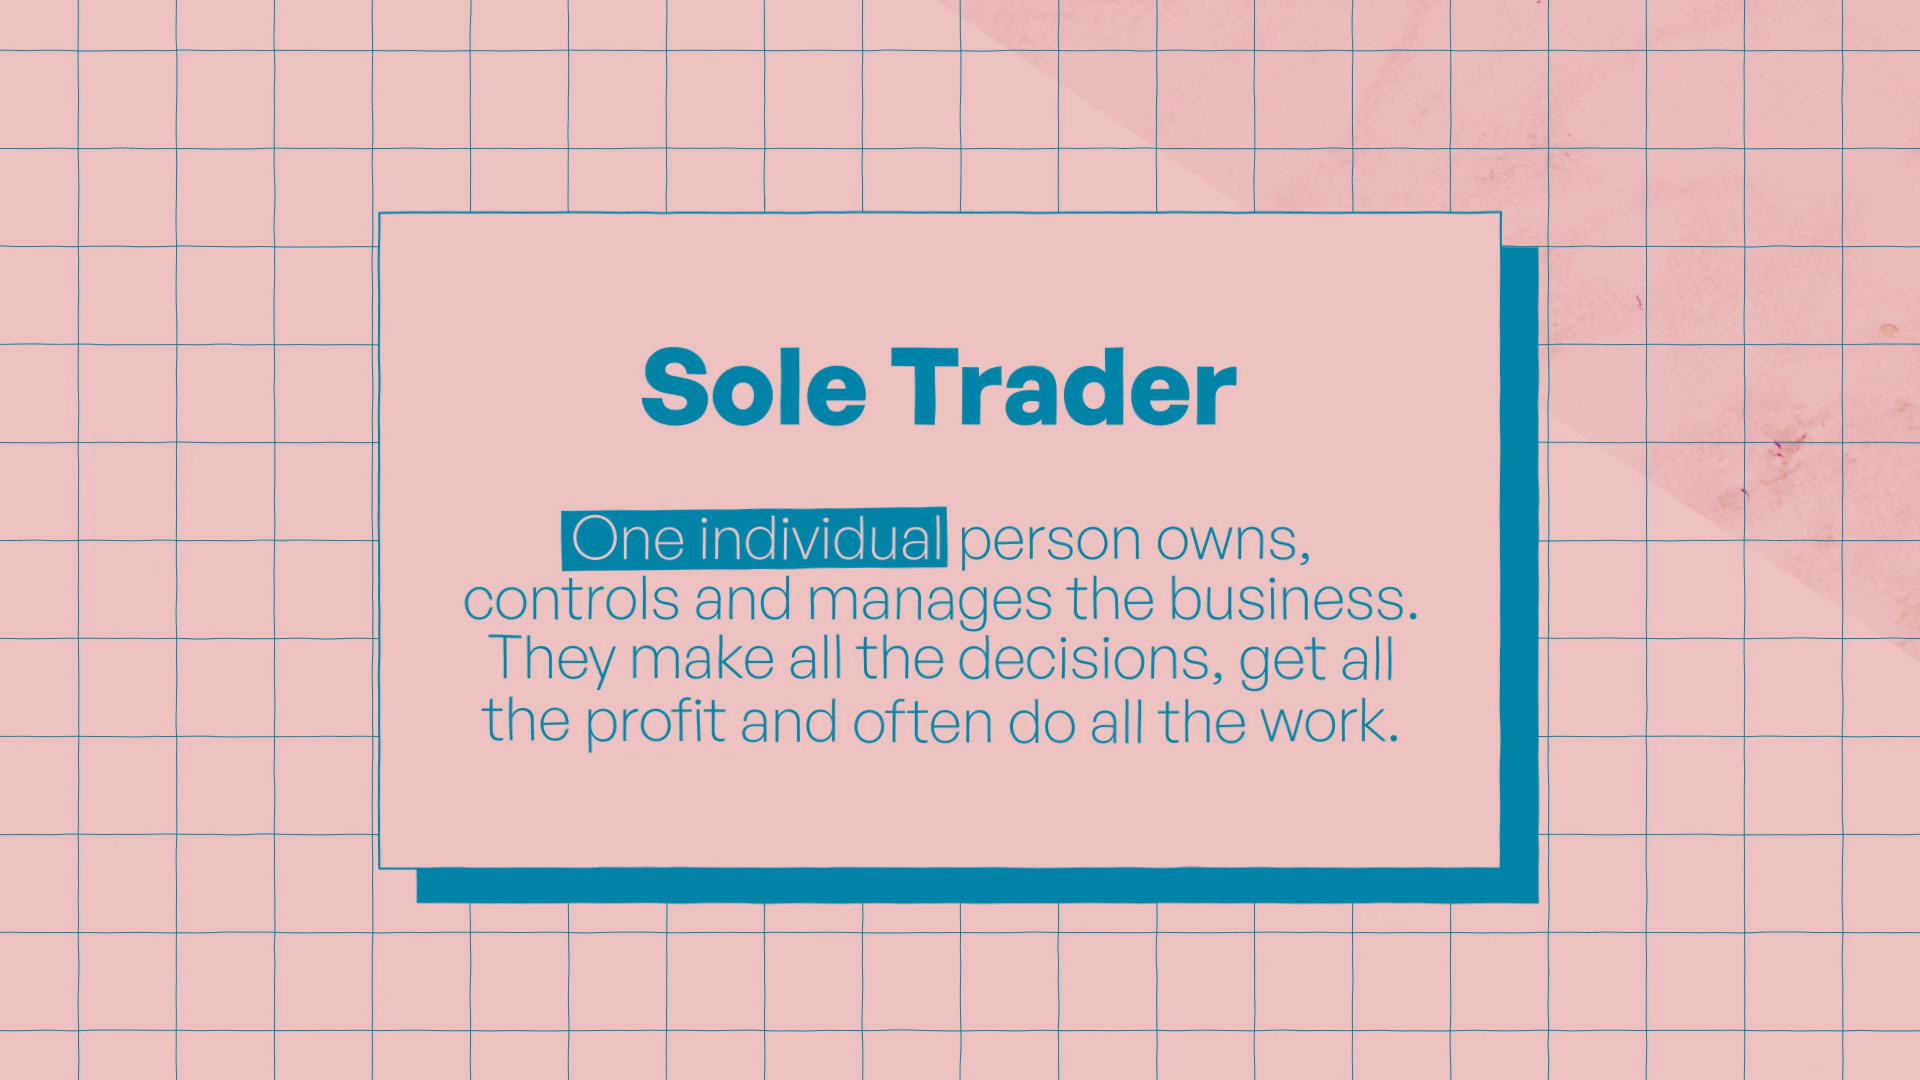 Sole Trader
One individual person owns,
controls and manages the business.
They make all the decisions, get all
the profit and often do all the work.